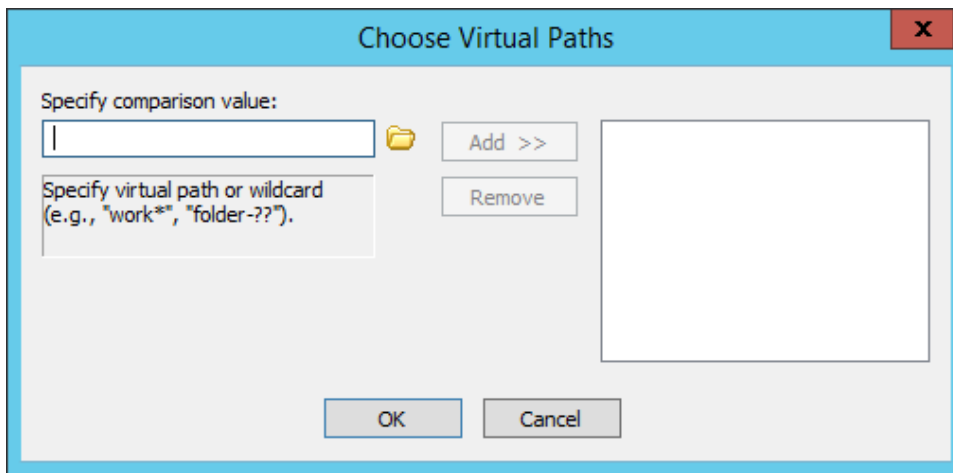 Choose Virtual Paths
x
Specify comparison value:
Add >>
Specify virtual path or wildcard
(e.g., "work*", "folder-??").
Remove
OK
Cancel